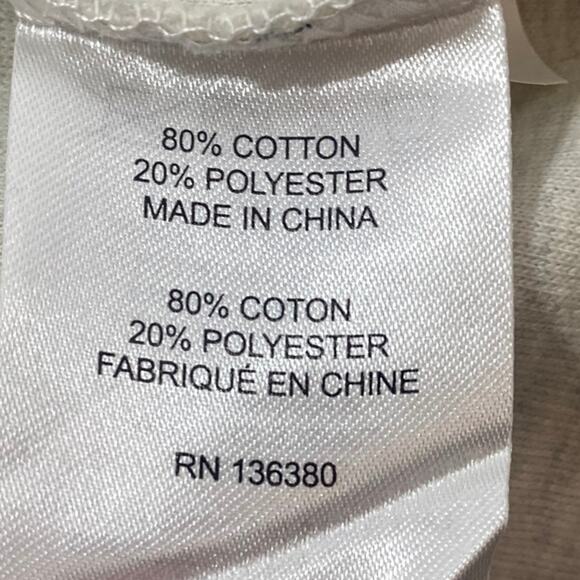 80% COTTON
20% POLYESTER
MADE IN CHINA
80% COTON
20% POLYESTER
FABRIQUÉ EN CHINE
RN 136380